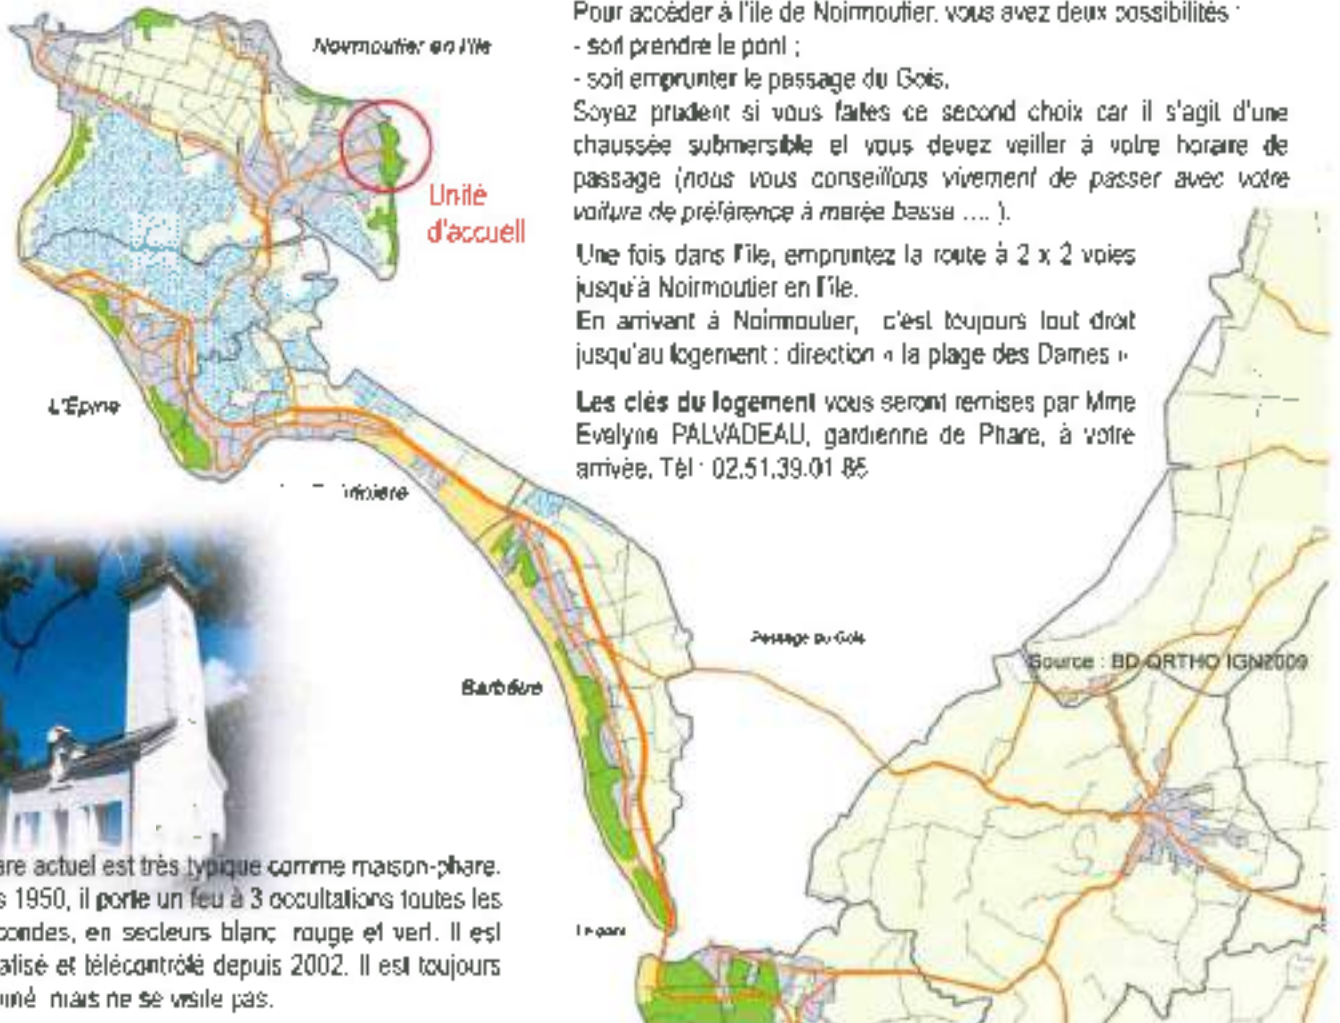 Pour accéder à l'île de Noirmoutier, vous avez deux possibilités :
- soit prendre le pont ;
- soit emprunter le passage du Gois.
Soyez prudent si vous faites ce second choix car il s'agit d'une
chaussée submersible et vous devez veiller à votre horaire de
passage (nous vous conseillons vivement de passer avec votre
voiture de préférence à marée basse .... ).
Une fois dans l'île, empruntez la route à 2 x 2 voies
jusqu'à Noirmoutier en l'île.
En arrivant à Noirmoutier, c'est toujours tout droit
jusqu'au logement : direction « la plage des Dames »
Les clés du logement vous seront remises par Mme
Evelyne PALVADEAU, gardienne de Phare, à votre
arrivée. Tél : 02.51.39.01.85
Noirmoutier en l'île
Unité
d'accueil
L'Épine
Barbâtre
Passage du Gois
Source : BD ORTHO IGN2009
Le pont
are actuel est très typique comme maison-phare.
s 1950, il porte un feu à 3 occultations toutes les
condes, en secteurs blanc rouge et vert. Il est
atisé et télécontrôlé depuis 2002. Il est toujours
mais ne se visite pas.